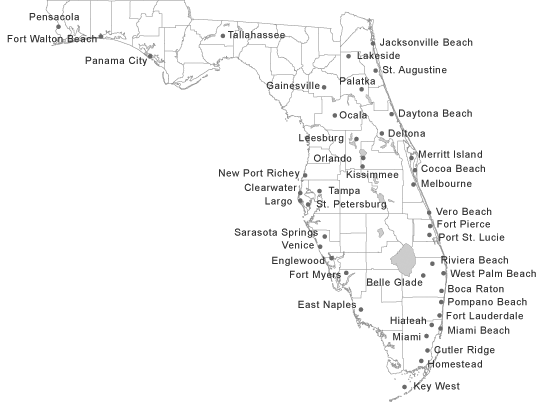 Pensacola
Fort Walton Beach
Tallahassee
Panama City
Jacksonville Beach
Lakeside
St. Augustine
Gainesville
Palatka
Ocala
Daytona Beach
Deltona
Leesburg
Orlando
Merritt Island
Cocoa Beach
New Port Richey
Kissimmee
Melbourne
Clearwater
Tampa
Largo
St. Petersburg
Vero Beach
Fort Pierce
Sarasota Springs
Port St. Lucie
Venice
Englewood
Riviera Beach
Fort Myers
West Palm Beach
Belle Glade
Boca Raton
East Naples
Pompano Beach
Fort Lauderdale
Hialeah
Miami Beach
Miami
Cutler Ridge
Homestead
Key West